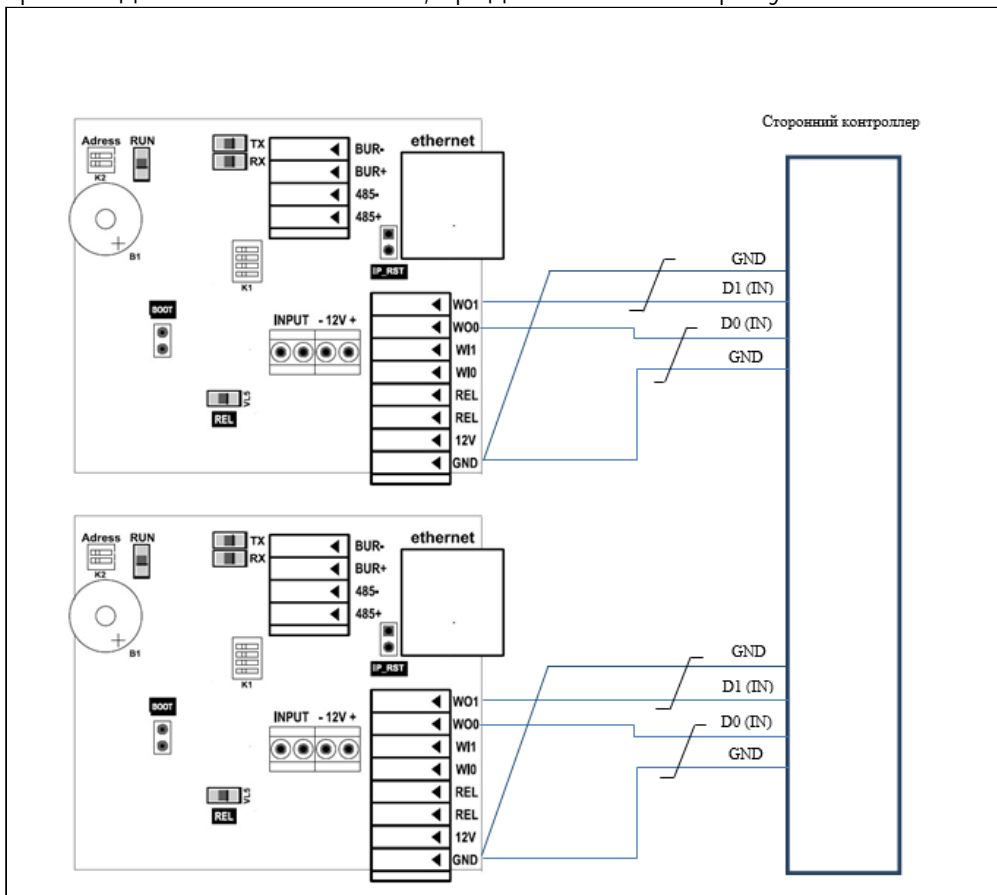 Сторонний контроллер
Adress RUN
K2
TX
RX
BUR-
BUR+
485-
485+
ethernet
B1
K1
IP_RST
BOOT
INPUT - 12V +
VL5
REL
WO1
WO0
WI1
WI0
REL
REL
12V
GND
GND
D1 (IN)
D0 (IN)
GND
Adress RUN
K2
TX
RX
BUR-
BUR+
485-
485+
ethernet
B1
K1
IP_RST
BOOT
INPUT - 12V +
VL5
REL
WO1
WO0
WI1
WI0
REL
REL
12V
GND
GND
D1 (IN)
D0 (IN)
GND